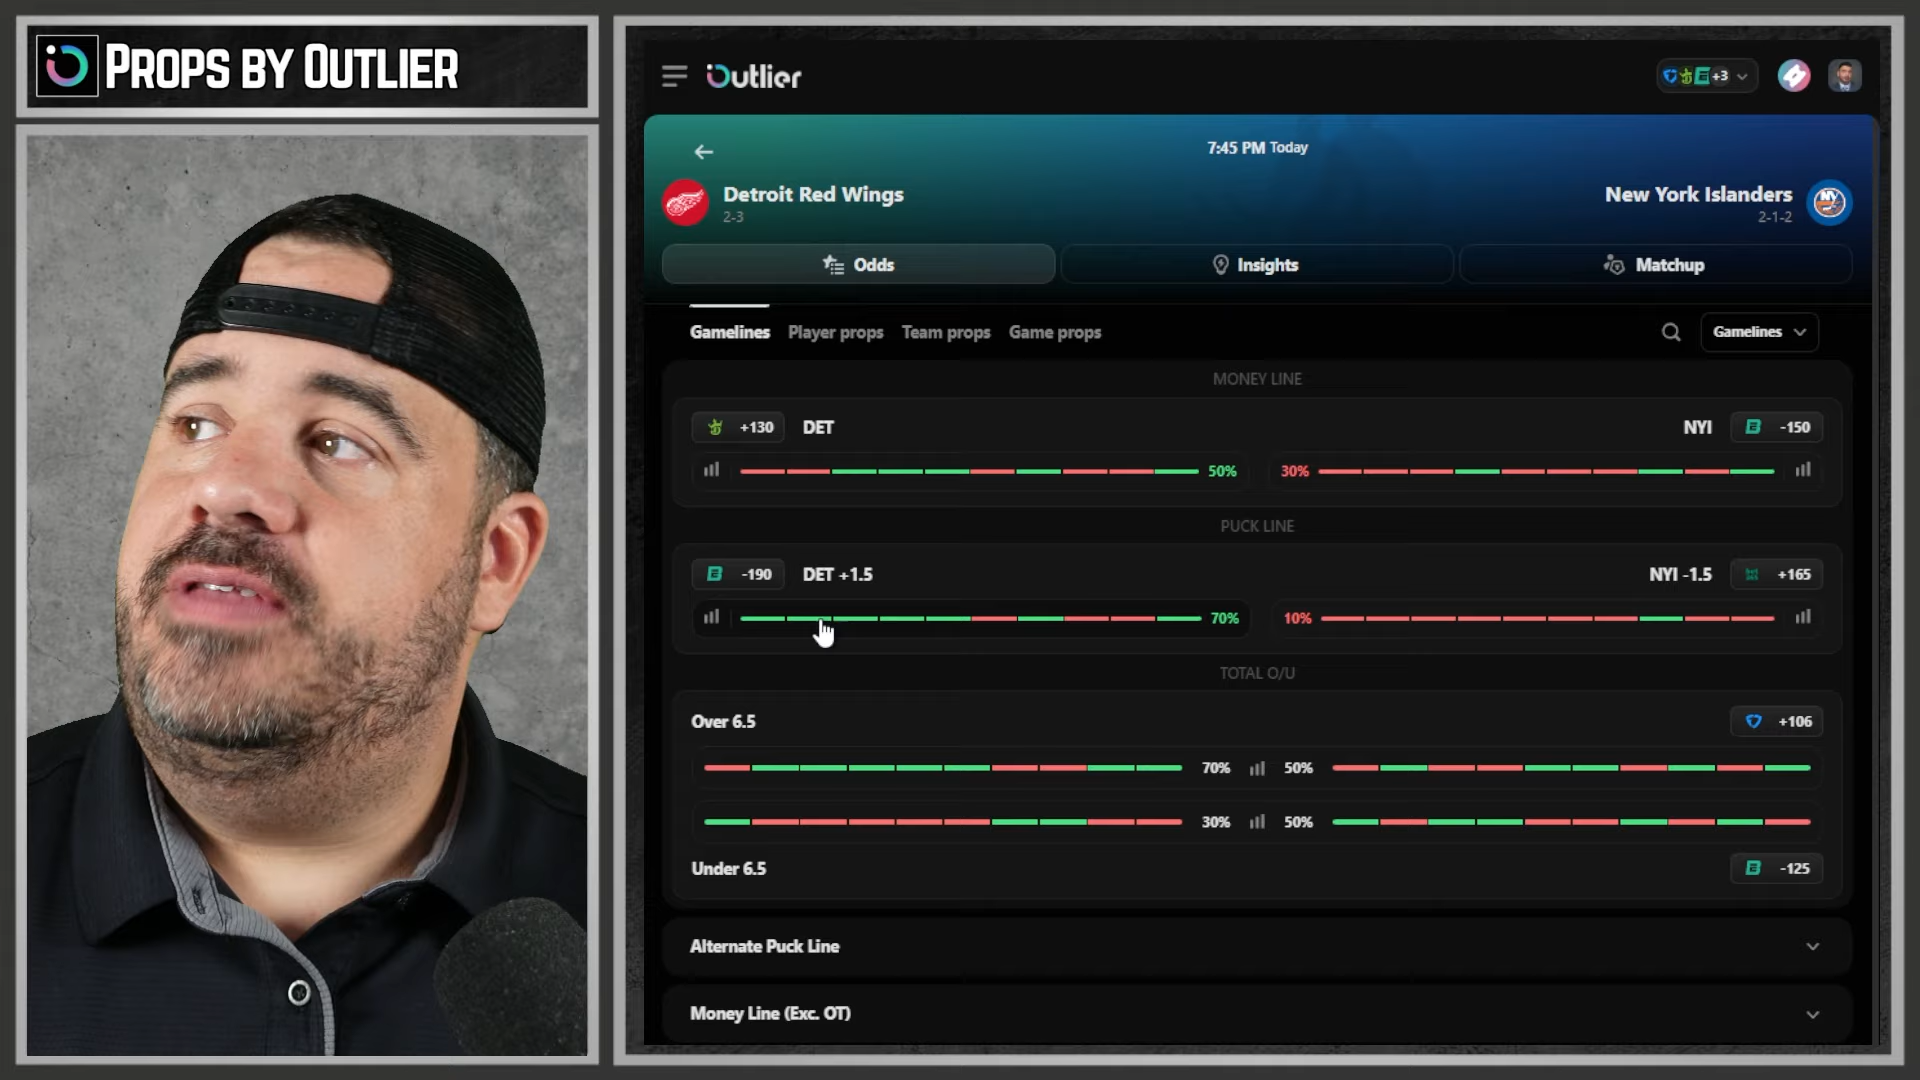 PROPS BY OUTLIER
Outlier
+3
7:45 PM Today
Detroit Red Wings
2-3
New York Islanders
2-1-2
Odds
Insights
Matchup
Gamelines
Player props
Team props
Game props
Gamelines
MONEY LINE
+130 DET
NYI -150
50%
30%
PUCK LINE
-190 DET +1.5
NYI -1.5 +165
70%
10%
TOTAL O/U
Over 6.5
+106
70% 50%
30% 50%
Under 6.5
-125
Alternate Puck Line
Money Line (Exc. OT)